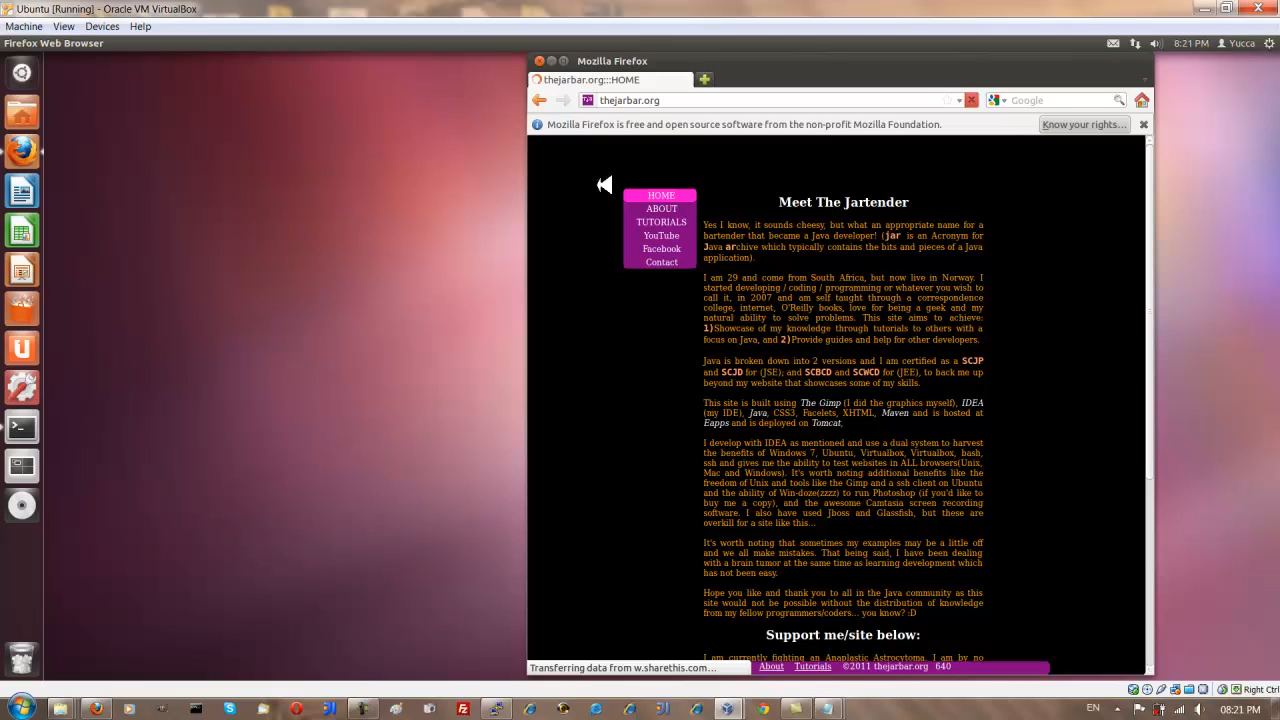 Ubuntu [Running] - Oracle VM VirtualBox
Machine View Devices Help
Firefox Web Browser
8:21 PM Yucca
Mozilla Firefox
thejarbar.org:::HOME
thejarbar.org
Google
Mozilla Firefox is free and open source software from the non-profit Mozilla Foundation.
Know your rights...
HOME
ABOUT
TUTORIALS
YouTube
Facebook
Contact
Meet The Jartender
Yes I know, it sounds cheesy, but what an appropriate name for a
bartender that became a Java developer! (jar is an Acronym for
Java archive which typically contains the bits and pieces of a Java
application).
I am 29 and come from South Africa, but now live in Norway. I
started developing / coding / programming or whatever you wish to
call it, in 2007 and am self taught through a correspondence
college, internet, O'Reilly books, love for being a geek and my
natural ability to solve problems. This site aims to achieve:
1)Showcase of my knowledge through tutorials to others with a
focus on Java, and 2)Provide guides and help for other developers.
Java is broken down into 2 versions and I am certified as a SCJP
and SCJD for (JSE); and SCBCD and SCWCD for (JEE), to back me up
beyond my website that showcases some of my skills.
This site is built using The Gimp (I did the graphics myself), IDEA
(my IDE), Java, CSS3, Facelets, XHTML, Maven and is hosted at
Eapps and is deployed on Tomcat,
I develop with IDEA as mentioned and use a dual system to harvest
the benefits of Windows 7, Ubuntu, Virtualbox, Virtualbox, bash,
ssh and gives me the ability to test websites in ALL browsers(Unix,
Mac and Windows). It's worth noting additional benefits like the
freedom of Unix and tools like the Gimp and a ssh client on Ubuntu
and the ability of Win-doze(zzzz) to run Photoshop (if you'd like to
buy me a copy), and the awesome Camtasia screen recording
software. I also have used Jboss and Glassfish, but these are
overkill for a site like this...
It's worth noting that sometimes my examples may be a little off
and we all make mistakes. That being said, I have been dealing
with a brain tumor at the same time as learning development which
has not been easy.
Hope you like and thank you to all in the Java community as this
site would not be possible without the distribution of knowledge
from my fellow programmers/coders... you know? :D
Support me/site below:
I am currently fighting an Anaplastic Astrocytoma. I am by no
Transferring data from w.sharethis.com...
About Tutorials ©2011 thejarbar.org 640
Right Ctrl
EN 08:21 PM